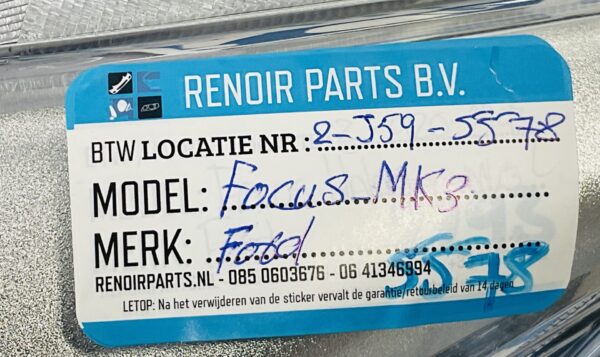 RENOIR PARTS B.V.
BTW LOCATIE NR : 2-J59-5578
MODEL: Focus-MK3
MERK: Ford
RENOIRPARTS.NL - 085 0603676 - 06 41346994
5578
LETOP: Na het verwijderen van de sticker vervalt de garantie/retourbeleid van 14 dagen